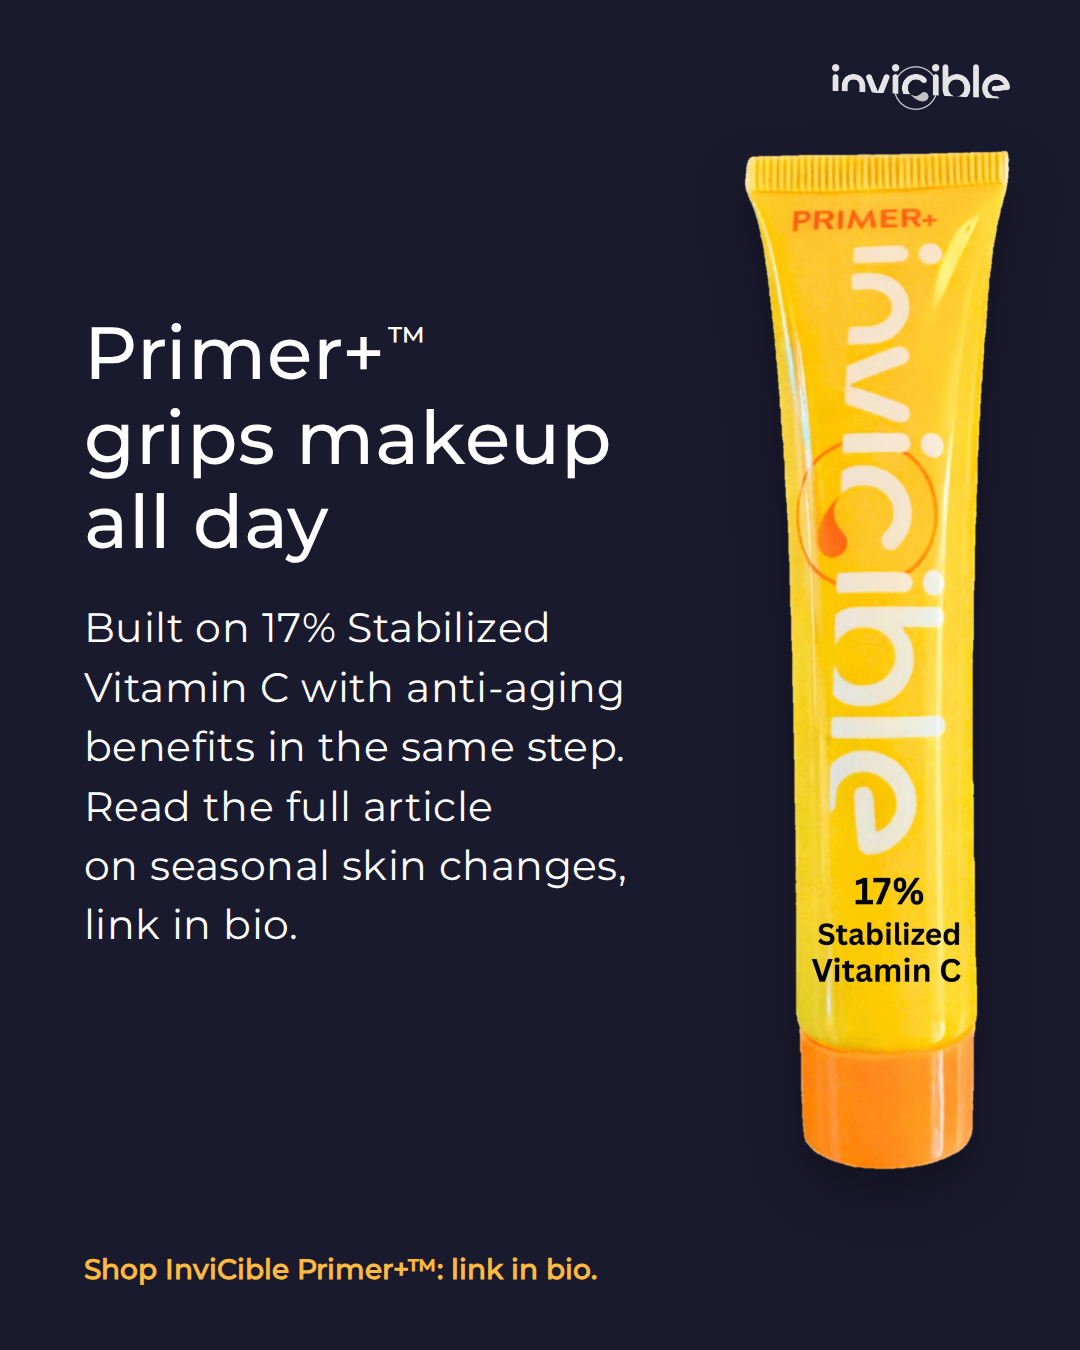 invicible
PRIMER+
invicible
Primer+™
grips makeup
all day
Built on 17% Stabilized
Vitamin C with anti-aging
benefits in the same step.
Read the full article
on seasonal skin changes,
link in bio.
17%
Stabilized
Vitamin C
Shop InviCible Primer+™: link in bio.